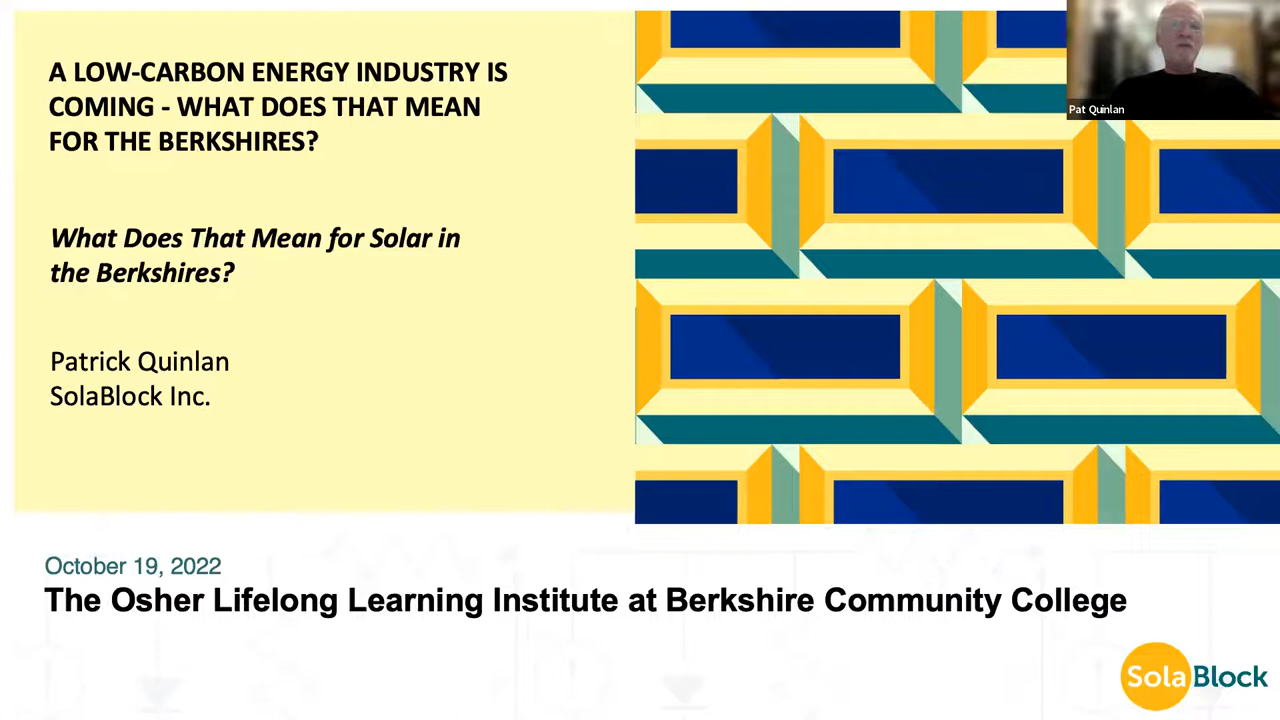 A LOW-CARBON ENERGY INDUSTRY IS
COMING - WHAT DOES THAT MEAN
FOR THE BERKSHIRES?
What Does That Mean for Solar in
the Berkshires?
Patrick Quinlan
SolaBlock Inc.
Pat Quinlan
October 19, 2022
The Osher Lifelong Learning Institute at Berkshire Community College
SolaBlock